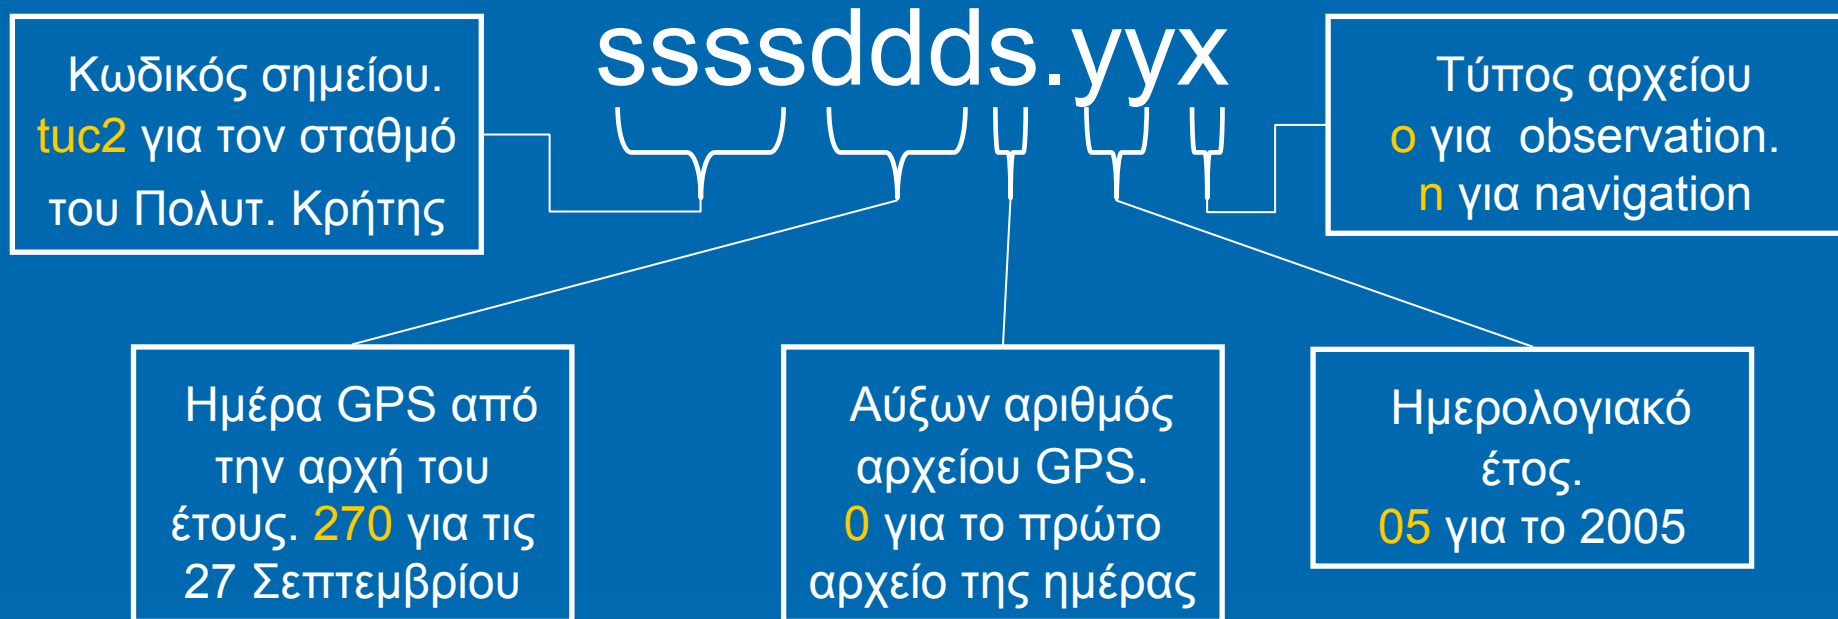 ssssddds.yyx
Κωδικός σημείου.
tuc2 για τον σταθμό
του Πολυτ. Κρήτης
Τύπος αρχείου
ο για observation.
n για navigation
Ημέρα GPS από
την αρχή του
έτους. 270 για τις
27 Σεπτεμβρίου
Αύξων αριθμός
αρχείου GPS.
0 για το πρώτο
αρχείο της ημέρας
Ημερολογιακό
έτος.
05 για το 2005